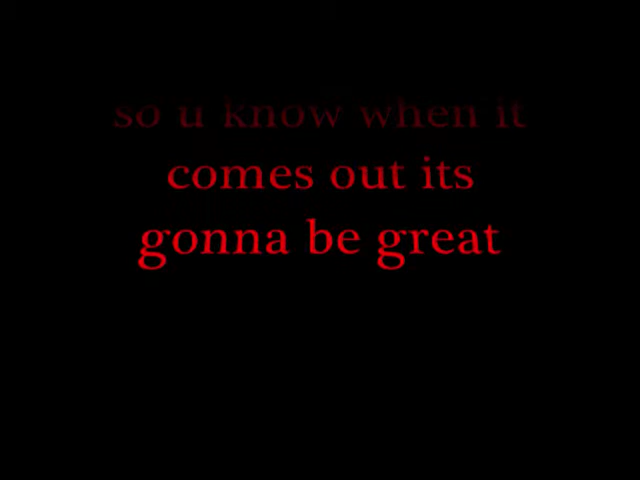 so u know when it
comes out its
gonna be great